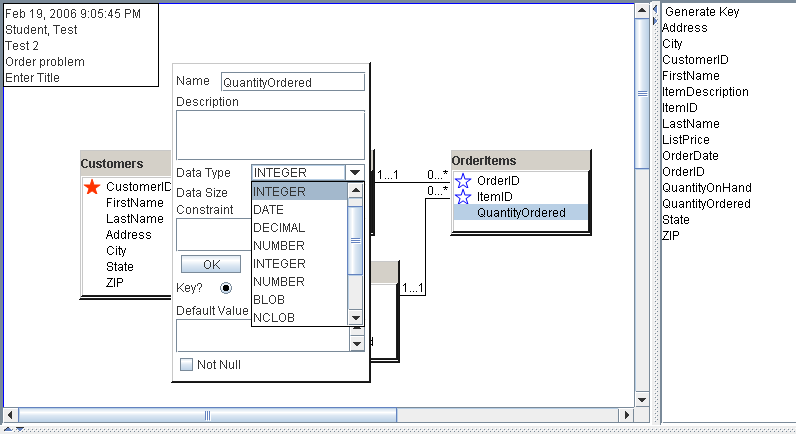 Feb 19, 2006 9:05:45 PM
Student, Test
Test 2
Order problem
Enter Title
Customers
CustomerID
FirstName
LastName
Address
City
State
ZIP
Name QuantityOrdered
Description
Data Type INTEGER
Data Size
Constraint
INTEGER
DATE
DECIMAL
NUMBER
INTEGER
NUMBER
BLOB
NCLOB
OK
Key?
Default Value
Not Null
1...1
0...*
0...*
1...1
OrderItems
OrderID
ItemID
QuantityOrdered
Generate Key
Address
City
CustomerID
FirstName
ItemDescription
ItemID
LastName
ListPrice
OrderDate
OrderID
QuantityOnHand
QuantityOrdered
State
ZIP